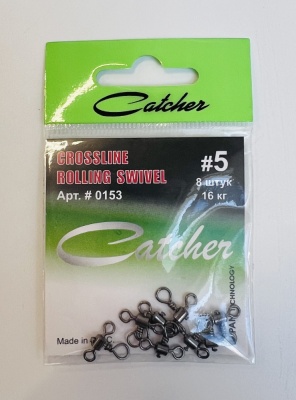 Catcher
CROSSLINE
ROLLING SWIVEL
Арт. # 0153
#5
8 штук
16 кг
Catcher
TECHNOLOGY
Made in